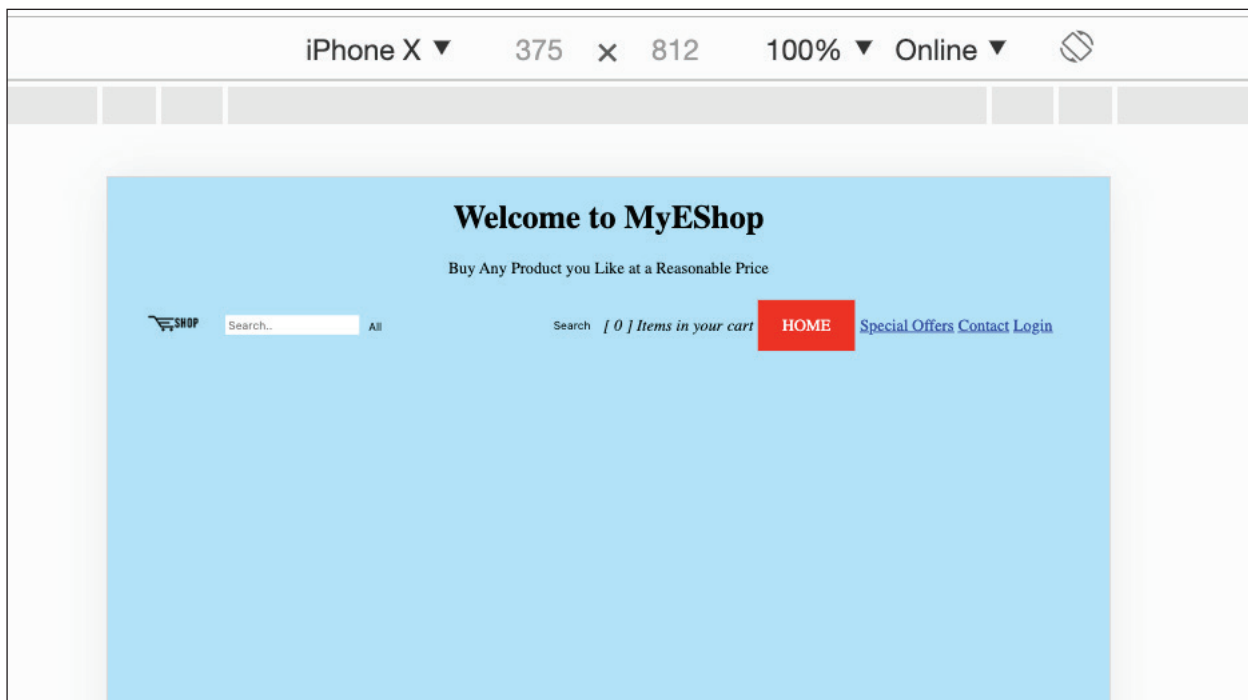 iPhone X ▼ 375 × 812 100% ▼ Online ▼
Welcome to MyEShop
Buy Any Product you Like at a Reasonable Price
SHOP Search.. All Search [ 0 ] Items in your cart HOME Special Offers Contact Login